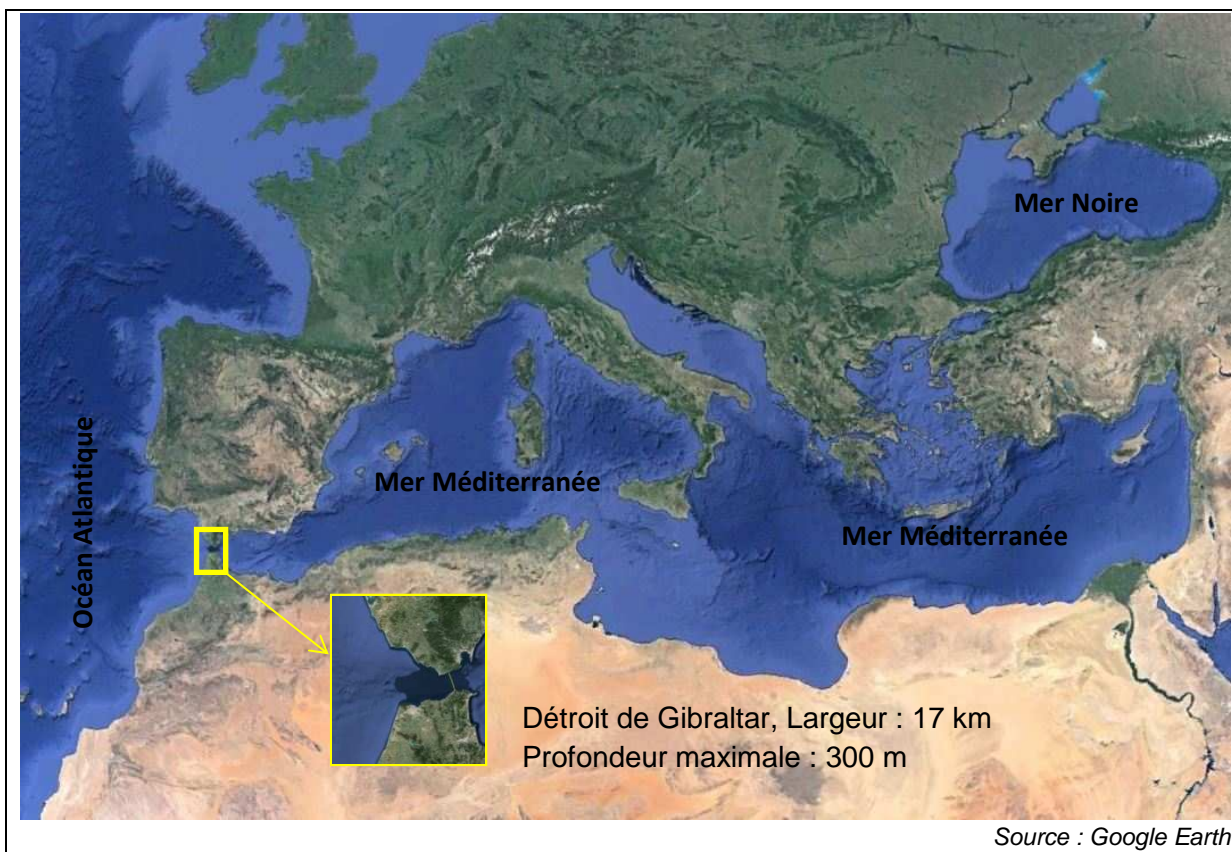 Mer Noire
Océan Atlantique
Mer Méditerranée
Mer Méditerranée
Détroit de Gibraltar, Largeur : 17 km
Profondeur maximale : 300 m
Source : Google Earth